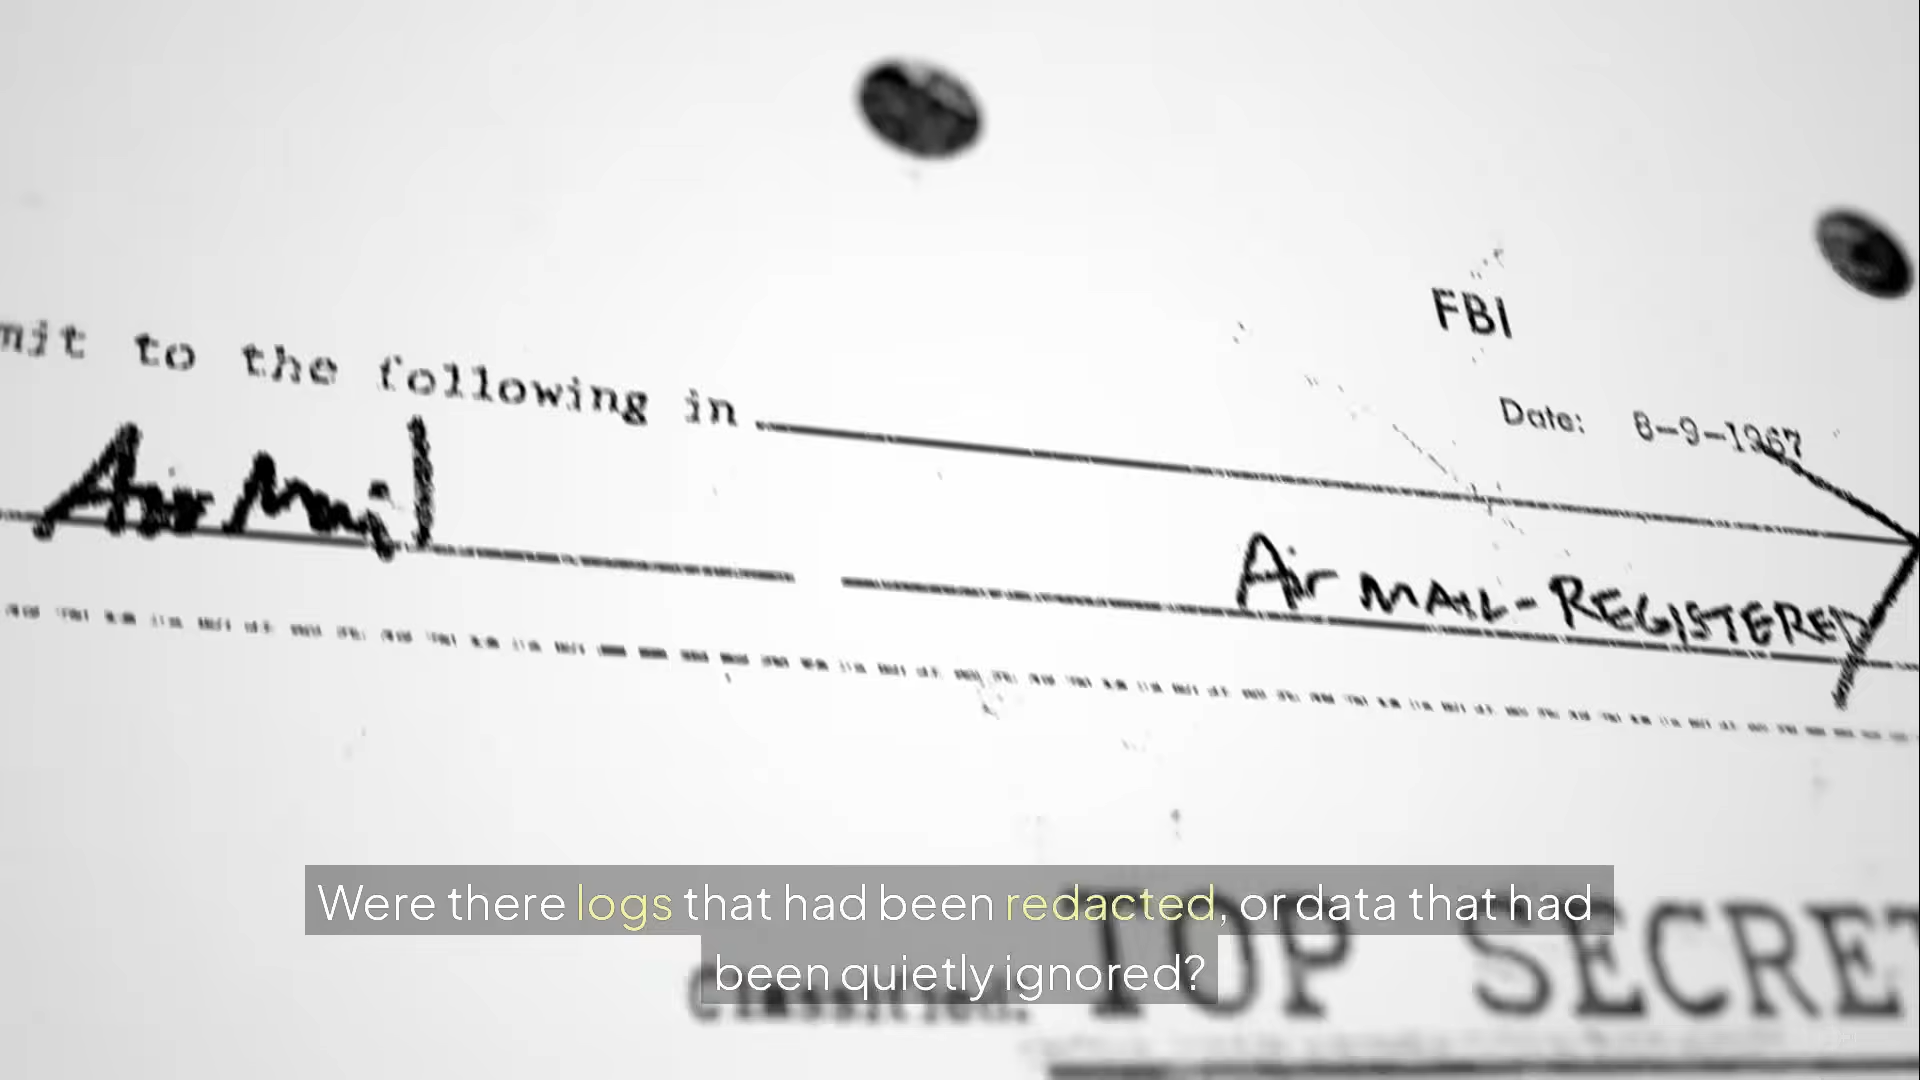 FBI
mit to the following in
Date: 8-9-1967
Air Mail
Air MAIL-REGISTERED
Were there logs that had been redacted, or data that had
been quietly ignored?
TOP SECRET